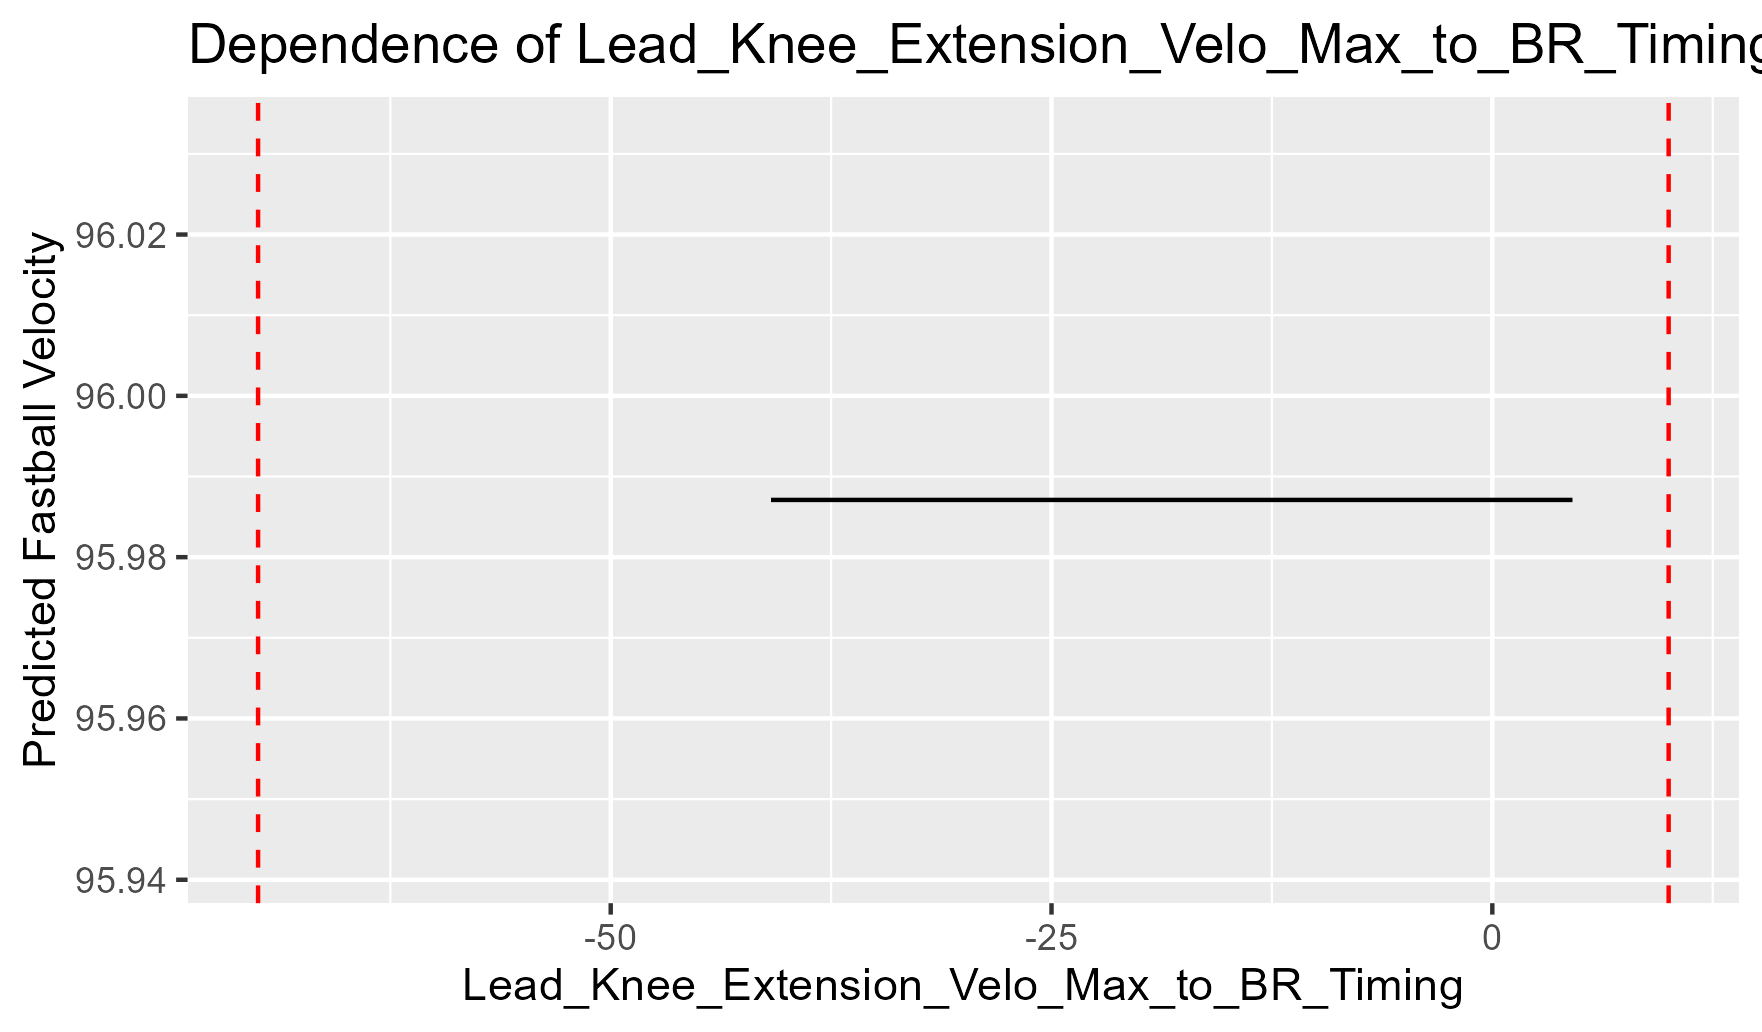 Dependence of Lead_Knee_Extension_Velo_Max_to_BR_Timing
Predicted Fastball Velocity
96.02
96.00
95.98
95.96
95.94
-50
-25
0
Lead_Knee_Extension_Velo_Max_to_BR_Timing